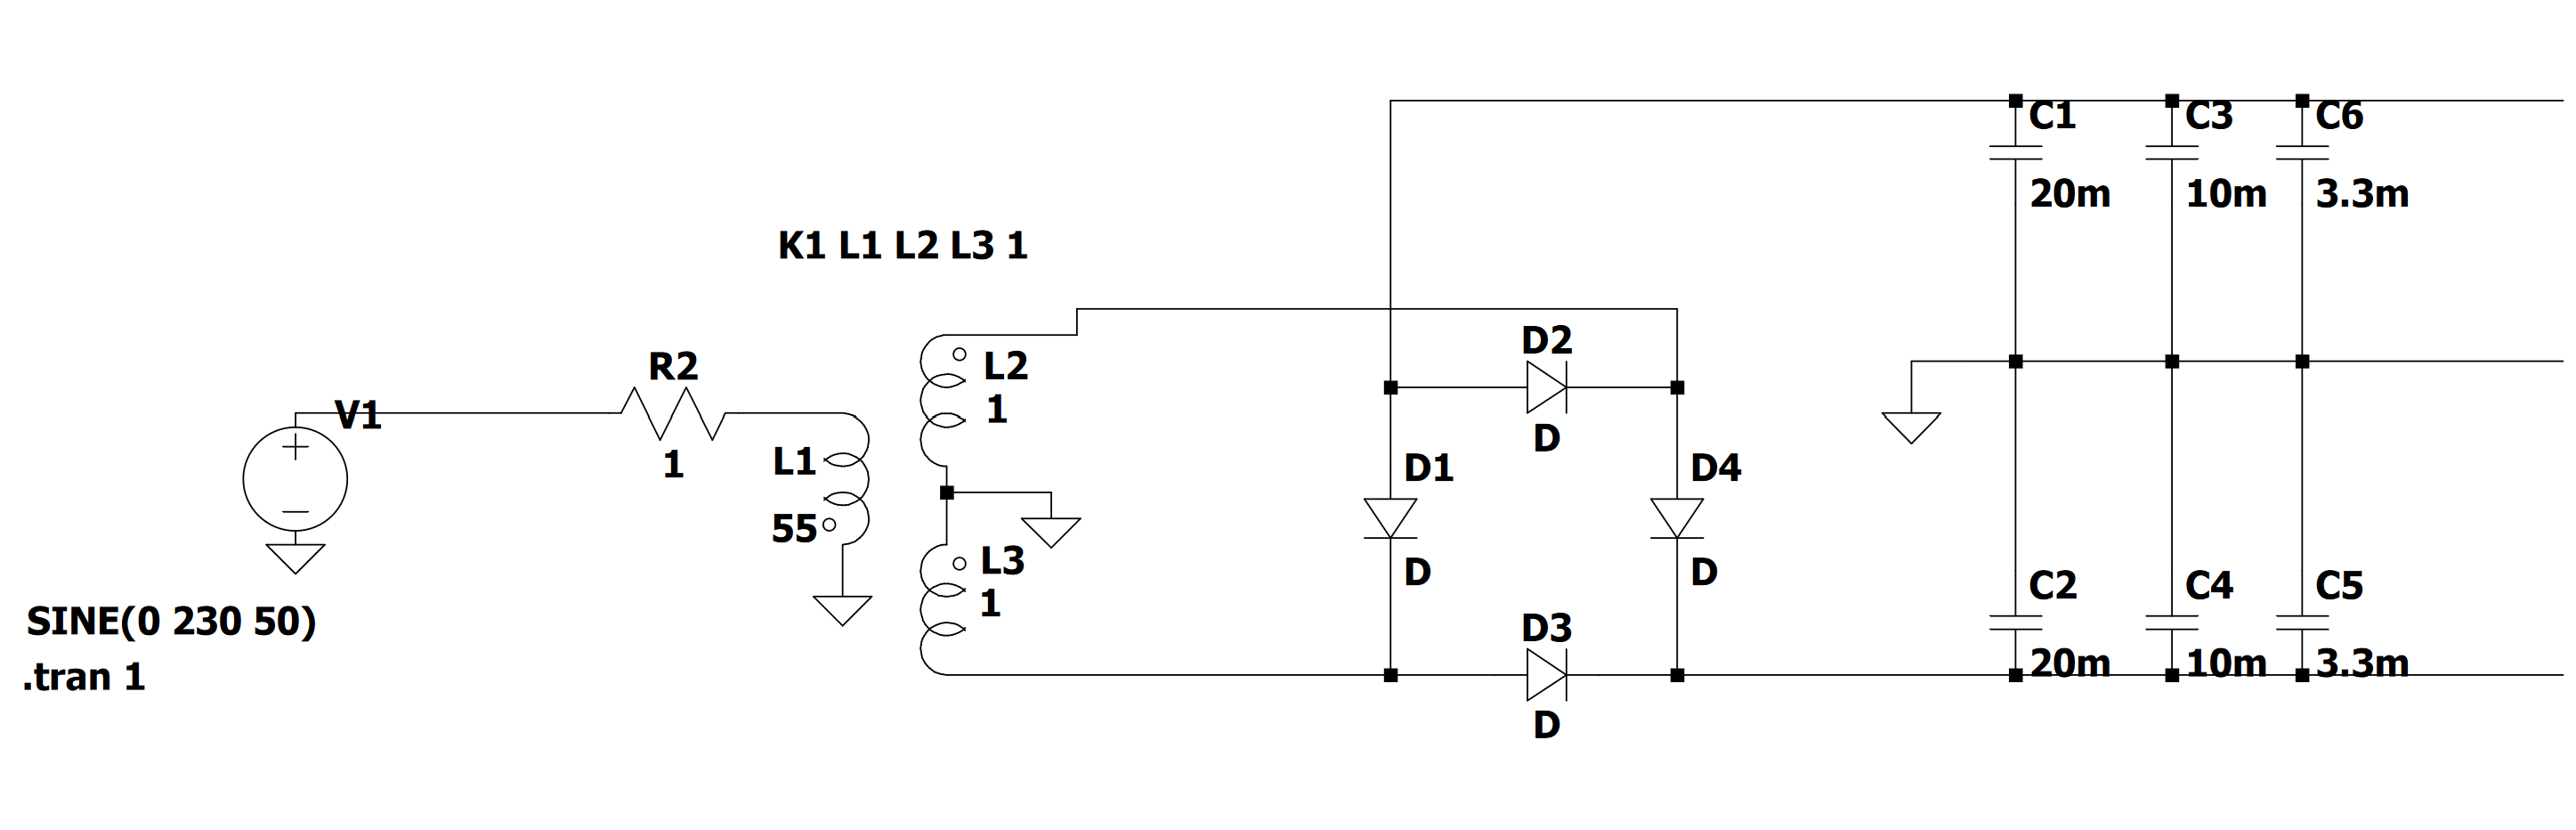 C1
C3
C6
20m
10m
3.3m
K1 L1 L2 L3 1
D2
R2
L2
V1
1
D
1
L1
D1
D4
55
L3
D
D
C2
C4
C5
1
SINE(0 230 50)
D3
20m
10m
3.3m
.tran 1
D